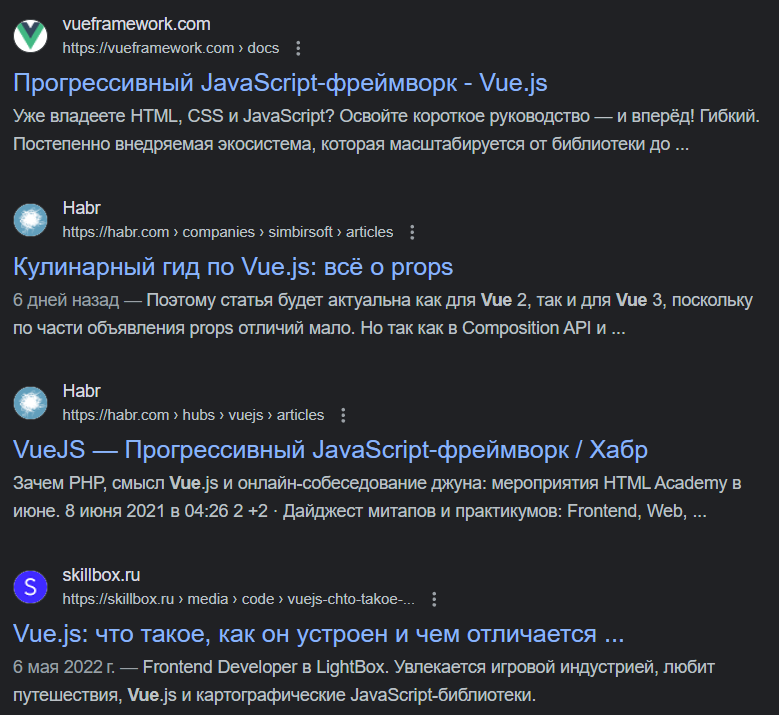 vueframework.com
https://vueframework.com › docs
Прогрессивный JavaScript-фреймворк - Vue.js
Уже владеете HTML, CSS и JavaScript? Освойте короткое руководство — и вперёд! Гибкий.
Постепенно внедряемая экосистема, которая масштабируется от библиотеки до ...
Habr
https://habr.com › companies › simbirsoft › articles
Кулинарный гид по Vue.js: всё о props
6 дней назад — Поэтому статья будет актуальна как для Vue 2, так и для Vue 3, поскольку
по части объявления props отличий мало. Но так как в Composition API и ...
Habr
https://habr.com › hubs › vuejs › articles
VueJS — Прогрессивный JavaScript-фреймворк / Хабр
Зачем PHP, смысл Vue.js и онлайн-собеседование джуна: мероприятия HTML Academy в
июне. 8 июня 2021 в 04:26 2 +2 · Дайджест митапов и практикумов: Frontend, Web, ...
S
skillbox.ru
https://skillbox.ru › media › code › vuejs-chto-takoe-...
Vue.js: что такое, как он устроен и чем отличается ...
6 мая 2022 г. — Frontend Developer в LightBox. Увлекается игровой индустрией, любит
путешествия, Vue.js и картографические JavaScript-библиотеки.